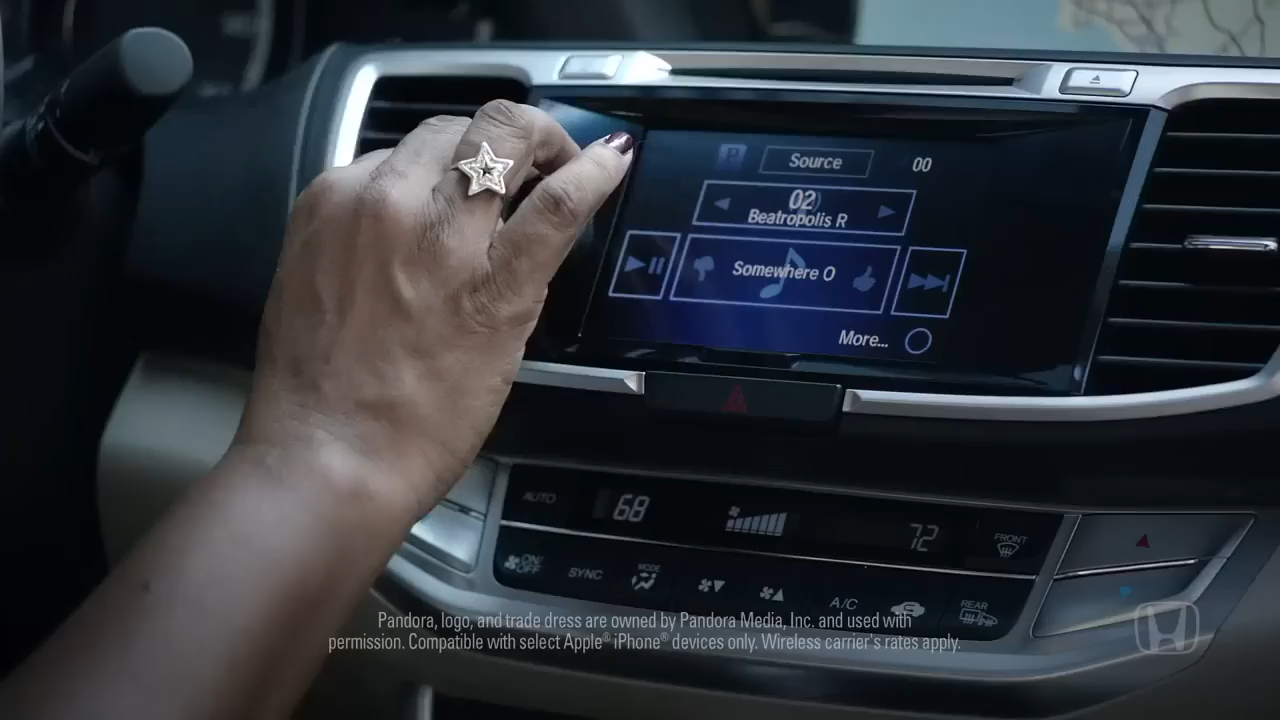 P
Source
00
02
Beatropolis R
Somewhere O
More...
AUTO
68
72
FRONT
ON/
OFF
SYNC
MODE
A/C
REAR
Pandora, logo, and trade dress are owned by Pandora Media, Inc. and used with
permission. Compatible with select Apple® iPhone® devices only. Wireless carrier's rates apply.